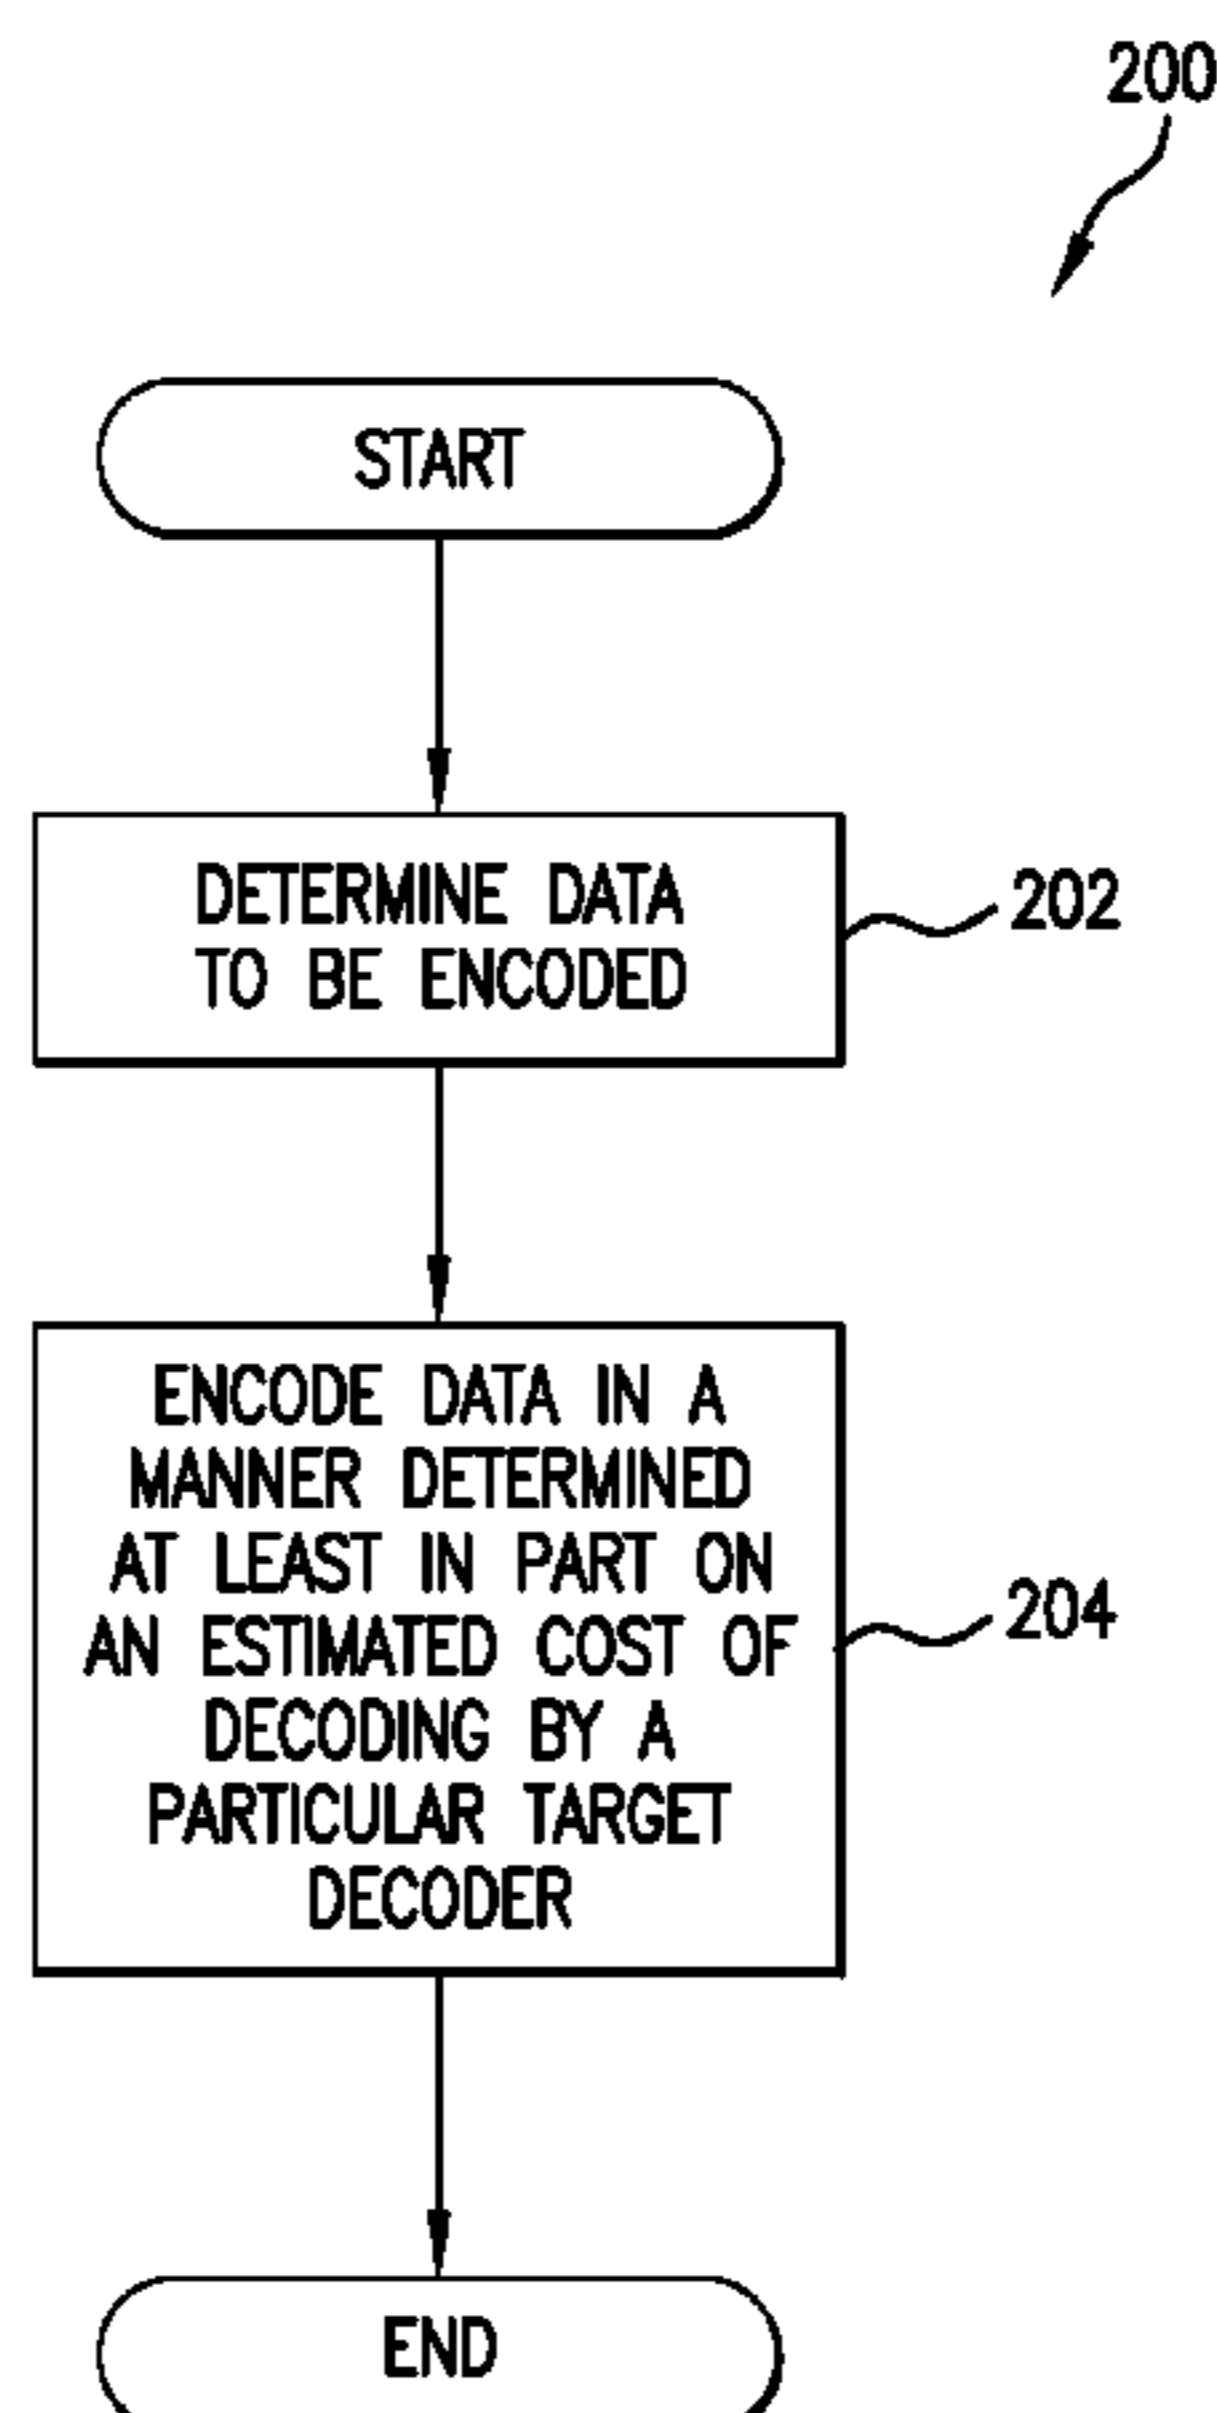 200
START
DETERMINE DATA
TO BE ENCODED
202
ENCODE DATA IN A
MANNER DETERMINED
AT LEAST IN PART ON
AN ESTIMATED COST OF
DECODING BY A
PARTICULAR TARGET
DECODER
204
END